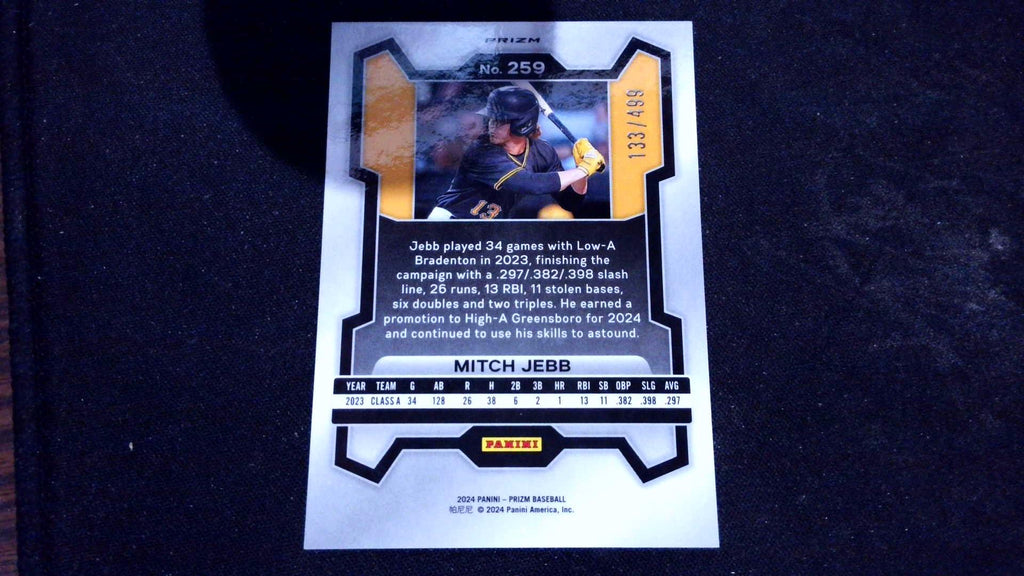 PRIZM
No. 259
133/499
13
Jebb played 34 games with Low-A
Bradenton in 2023, finishing the
campaign with a .297/.382/.398 slash
line, 26 runs, 13 RBI, 11 stolen bases,
six doubles and two triples. He earned a
promotion to High-A Greensboro for 2024
and continued to use his skills to astound.
MITCH JEBB
YEAR TEAM G AB R H 2B 3B HR RBI SB OBP SLG AVG
2023 CLASS A 34 128 26 38 6 2 1 13 11 .382 .398 .297
PANINI
2024 PANINI – PRIZM BASEBALL
帕尼尼 © 2024 Panini America, Inc.